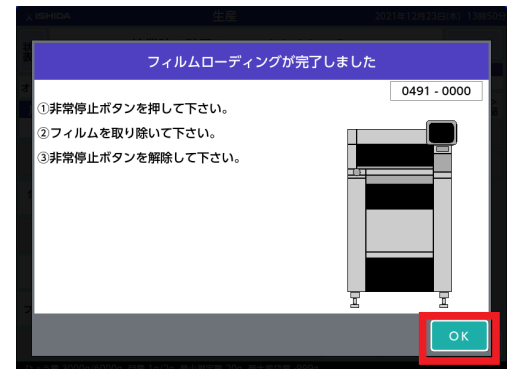 ISHIDA 生産 2021年12月23日(木) 13時50分
フィルムローディングが完了しました
0491 - 0000
①非常停止ボタンを押して下さい。
②フィルムを取り除いて下さい。
③非常停止ボタンを解除して下さい。
OK